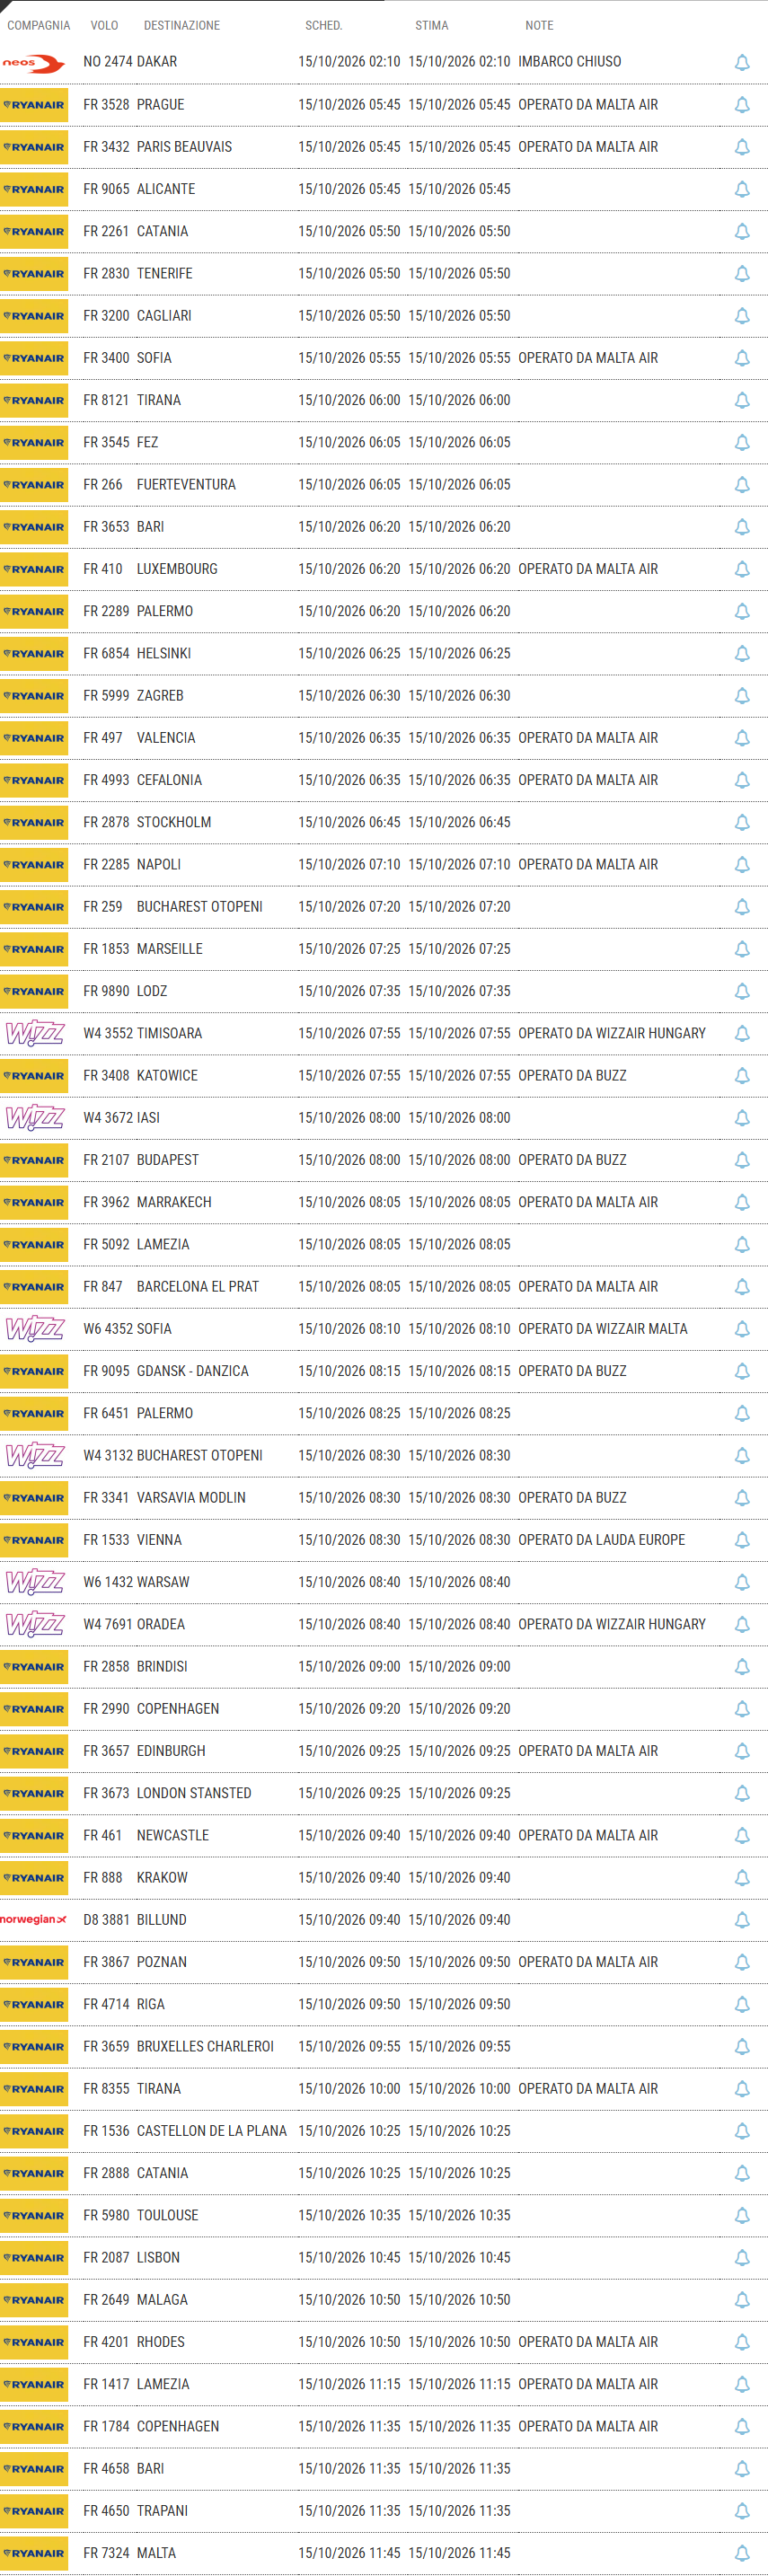 COMPAGNIA VOLO DESTINAZIONE SCHED. STIMA NOTE
neos NO 2474 DAKAR 15/10/2026 02:10 15/10/2026 02:10 IMBARCO CHIUSO
RYANAIR FR 3528 PRAGUE 15/10/2026 05:45 15/10/2026 05:45 OPERATO DA MALTA AIR
RYANAIR FR 3432 PARIS BEAUVAIS 15/10/2026 05:45 15/10/2026 05:45 OPERATO DA MALTA AIR
RYANAIR FR 9065 ALICANTE 15/10/2026 05:45 15/10/2026 05:45
RYANAIR FR 2261 CATANIA 15/10/2026 05:50 15/10/2026 05:50
RYANAIR FR 2830 TENERIFE 15/10/2026 05:50 15/10/2026 05:50
RYANAIR FR 3200 CAGLIARI 15/10/2026 05:50 15/10/2026 05:50
RYANAIR FR 3400 SOFIA 15/10/2026 05:55 15/10/2026 05:55 OPERATO DA MALTA AIR
RYANAIR FR 8121 TIRANA 15/10/2026 06:00 15/10/2026 06:00
RYANAIR FR 3545 FEZ 15/10/2026 06:05 15/10/2026 06:05
RYANAIR FR 266 FUERTEVENTURA 15/10/2026 06:05 15/10/2026 06:05
RYANAIR FR 3653 BARI 15/10/2026 06:20 15/10/2026 06:20
RYANAIR FR 410 LUXEMBOURG 15/10/2026 06:20 15/10/2026 06:20 OPERATO DA MALTA AIR
RYANAIR FR 2289 PALERMO 15/10/2026 06:20 15/10/2026 06:20
RYANAIR FR 6854 HELSINKI 15/10/2026 06:25 15/10/2026 06:25
RYANAIR FR 5999 ZAGREB 15/10/2026 06:30 15/10/2026 06:30
RYANAIR FR 497 VALENCIA 15/10/2026 06:35 15/10/2026 06:35 OPERATO DA MALTA AIR
RYANAIR FR 4993 CEFALONIA 15/10/2026 06:35 15/10/2026 06:35 OPERATO DA MALTA AIR
RYANAIR FR 2878 STOCKHOLM 15/10/2026 06:45 15/10/2026 06:45
RYANAIR FR 2285 NAPOLI 15/10/2026 07:10 15/10/2026 07:10 OPERATO DA MALTA AIR
RYANAIR FR 259 BUCHAREST OTOPENI 15/10/2026 07:20 15/10/2026 07:20
RYANAIR FR 1853 MARSEILLE 15/10/2026 07:25 15/10/2026 07:25
RYANAIR FR 9890 LODZ 15/10/2026 07:35 15/10/2026 07:35
WIZZ W4 3552 TIMISOARA 15/10/2026 07:55 15/10/2026 07:55 OPERATO DA WIZZAIR HUNGARY
RYANAIR FR 3408 KATOWICE 15/10/2026 07:55 15/10/2026 07:55 OPERATO DA BUZZ
WIZZ W4 3672 IASI 15/10/2026 08:00 15/10/2026 08:00
RYANAIR FR 2107 BUDAPEST 15/10/2026 08:00 15/10/2026 08:00 OPERATO DA BUZZ
RYANAIR FR 3962 MARRAKECH 15/10/2026 08:05 15/10/2026 08:05 OPERATO DA MALTA AIR
RYANAIR FR 5092 LAMEZIA 15/10/2026 08:05 15/10/2026 08:05
RYANAIR FR 847 BARCELONA EL PRAT 15/10/2026 08:05 15/10/2026 08:05 OPERATO DA MALTA AIR
WIZZ W6 4352 SOFIA 15/10/2026 08:10 15/10/2026 08:10 OPERATO DA WIZZAIR MALTA
RYANAIR FR 9095 GDANSK - DANZICA 15/10/2026 08:15 15/10/2026 08:15 OPERATO DA BUZZ
RYANAIR FR 6451 PALERMO 15/10/2026 08:25 15/10/2026 08:25
WIZZ W4 3132 BUCHAREST OTOPENI 15/10/2026 08:30 15/10/2026 08:30
RYANAIR FR 3341 VARSAVIA MODLIN 15/10/2026 08:30 15/10/2026 08:30 OPERATO DA BUZZ
RYANAIR FR 1533 VIENNA 15/10/2026 08:30 15/10/2026 08:30 OPERATO DA LAUDA EUROPE
WIZZ W6 1432 WARSAW 15/10/2026 08:40 15/10/2026 08:40
WIZZ W4 7691 ORADEA 15/10/2026 08:40 15/10/2026 08:40 OPERATO DA WIZZAIR HUNGARY
RYANAIR FR 2858 BRINDISI 15/10/2026 09:00 15/10/2026 09:00
RYANAIR FR 2990 COPENHAGEN 15/10/2026 09:20 15/10/2026 09:20
RYANAIR FR 3657 EDINBURGH 15/10/2026 09:25 15/10/2026 09:25 OPERATO DA MALTA AIR
RYANAIR FR 3673 LONDON STANSTED 15/10/2026 09:25 15/10/2026 09:25
RYANAIR FR 461 NEWCASTLE 15/10/2026 09:40 15/10/2026 09:40 OPERATO DA MALTA AIR
RYANAIR FR 888 KRAKOW 15/10/2026 09:40 15/10/2026 09:40
norwegian D8 3881 BILLUND 15/10/2026 09:40 15/10/2026 09:40
RYANAIR FR 3867 POZNAN 15/10/2026 09:50 15/10/2026 09:50 OPERATO DA MALTA AIR
RYANAIR FR 4714 RIGA 15/10/2026 09:50 15/10/2026 09:50
RYANAIR FR 3659 BRUXELLES CHARLEROI 15/10/2026 09:55 15/10/2026 09:55
RYANAIR FR 8355 TIRANA 15/10/2026 10:00 15/10/2026 10:00 OPERATO DA MALTA AIR
RYANAIR FR 1536 CASTELLON DE LA PLANA 15/10/2026 10:25 15/10/2026 10:25
RYANAIR FR 2888 CATANIA 15/10/2026 10:25 15/10/2026 10:25
RYANAIR FR 5980 TOULOUSE 15/10/2026 10:35 15/10/2026 10:35
RYANAIR FR 2087 LISBON 15/10/2026 10:45 15/10/2026 10:45
RYANAIR FR 2649 MALAGA 15/10/2026 10:50 15/10/2026 10:50
RYANAIR FR 4201 RHODES 15/10/2026 10:50 15/10/2026 10:50 OPERATO DA MALTA AIR
RYANAIR FR 1417 LAMEZIA 15/10/2026 11:15 15/10/2026 11:15 OPERATO DA MALTA AIR
RYANAIR FR 1784 COPENHAGEN 15/10/2026 11:35 15/10/2026 11:35 OPERATO DA MALTA AIR
RYANAIR FR 4658 BARI 15/10/2026 11:35 15/10/2026 11:35
RYANAIR FR 4650 TRAPANI 15/10/2026 11:35 15/10/2026 11:35
RYANAIR FR 7324 MALTA 15/10/2026 11:45 15/10/2026 11:45